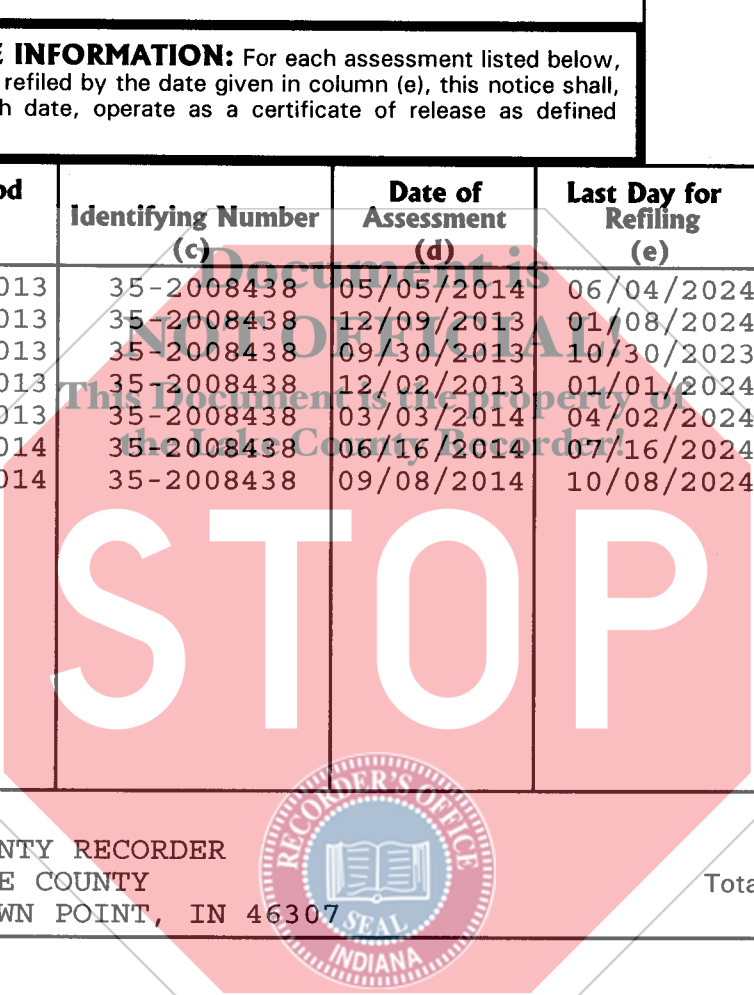 E INFORMATION: For each assessment listed below,
refiled by the date given in column (e), this notice shall,
h date, operate as a certificate of release as defined
od
Identifying Number
(c)
Date of
Assessment
(d)
Last Day for
Refiling
(e)
Document is
NOT OFFICIAL!
This Document is the property of
the Lake County Recorder!
013 35-2008438 05/05/2014 06/04/2024
013 35-2008438 12/09/2013 01/08/2024
013 35-2008438 09/30/2013 10/30/2023
013 35-2008438 12/02/2013 01/01/2024
013 35-2008438 03/03/2014 04/02/2024
014 35-2008438 06/16/2014 07/16/2024
014 35-2008438 09/08/2014 10/08/2024
STOP
NTY RECORDER
E COUNTY
WN POINT, IN 46307
Tota
RECORDER'S OFFICE
SEAL
INDIANA